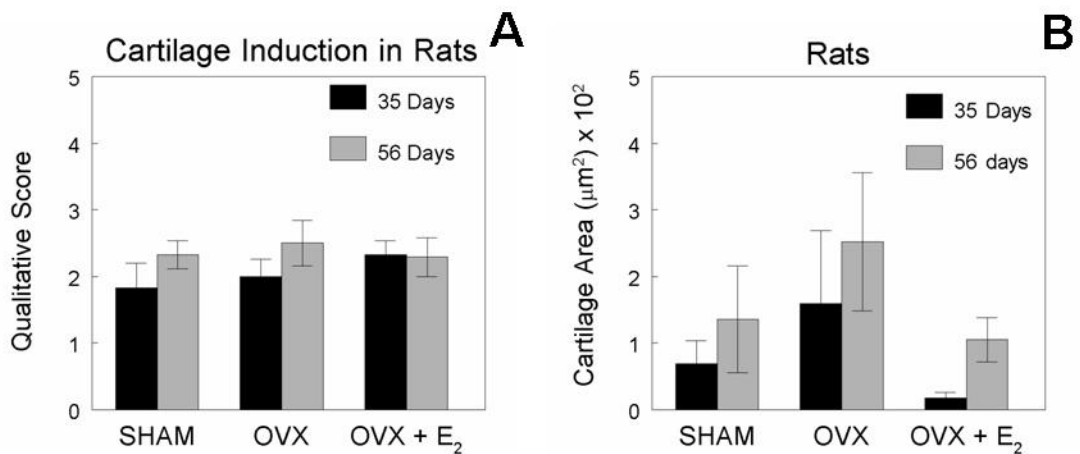 Cartilage Induction in Rats
A
Qualitative Score
5
4
3
2
1
0
35 Days
56 Days
SHAM
OVX
OVX + E₂
Rats
B
Cartilage Area (μm²) x 10²
5
4
3
2
1
0
35 Days
56 days
SHAM
OVX
OVX + E₂